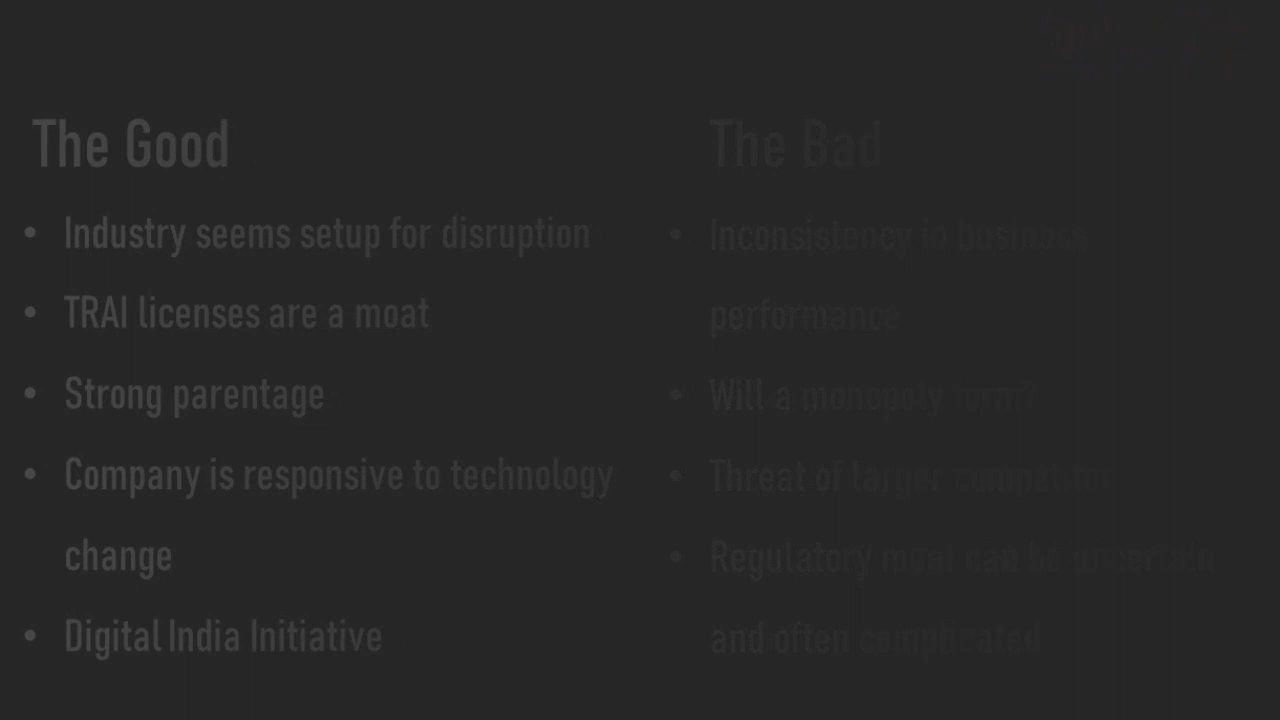 The Good
• Industry seems setup for disruption
• TRAI licenses are a moat
• Strong parentage
• Company is responsive to technology
change
• Digital India Initiative
The Bad
• Inconsistency in business
performance
• Will a monopoly form?
• Threat of larger competitor
• Regulatory moat can be uncertain
and often complicated